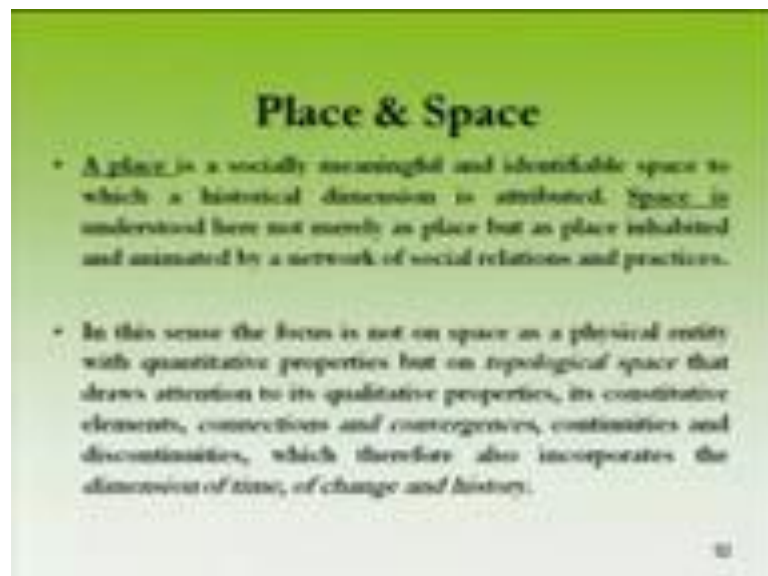 Place & Space
• A place is a socially meaningful and identifiable space to
which a historical dimension is attributed. Space is
understood here not merely as place but as place inhabited
and animated by a network of social relations and practices.
• In this sense the focus is not on space as a physical entity
with quantitative properties but on topological space that
draws attention to its qualitative properties, its constitutive
elements, connections and convergences, continuities and
discontinuities, which therefore also incorporates the
dimension of time, of change and history.